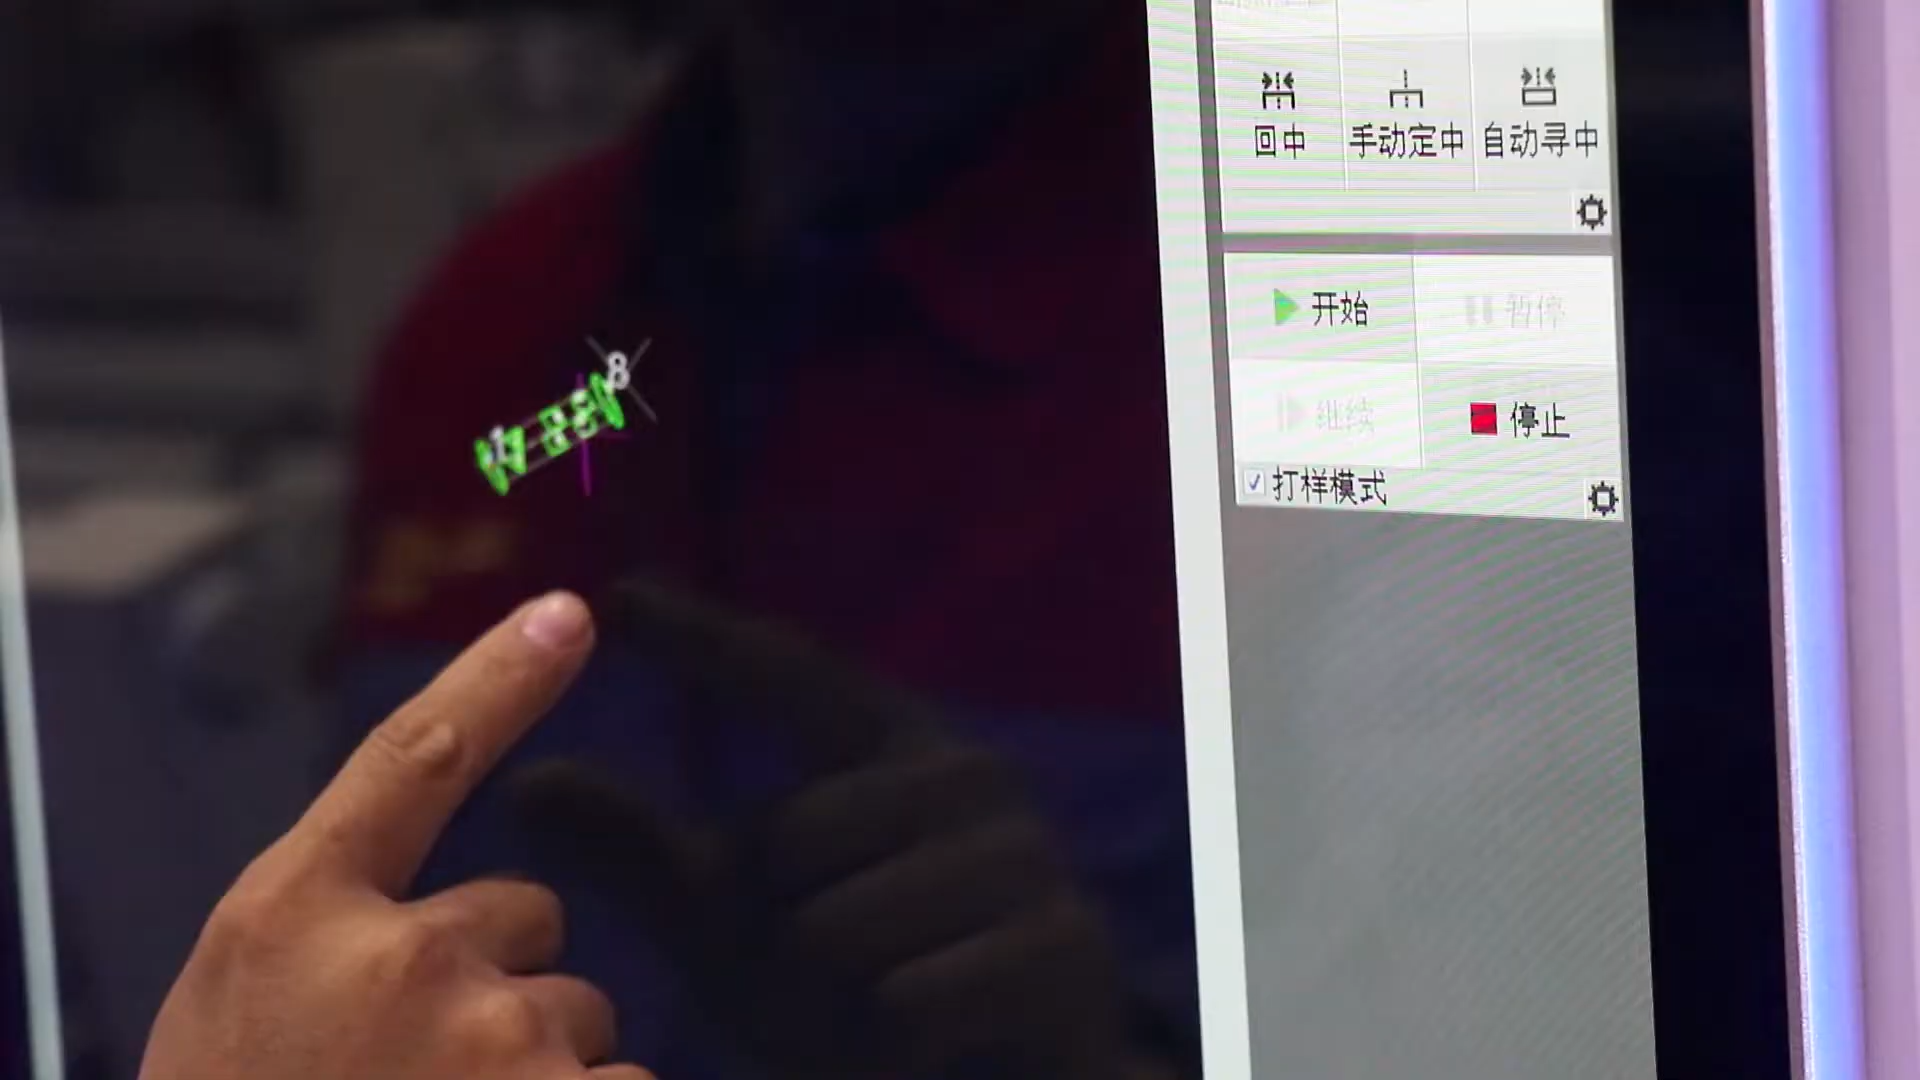 回中 手动定中 自动寻中
开始 暂停
继续 停止
打样模式
8